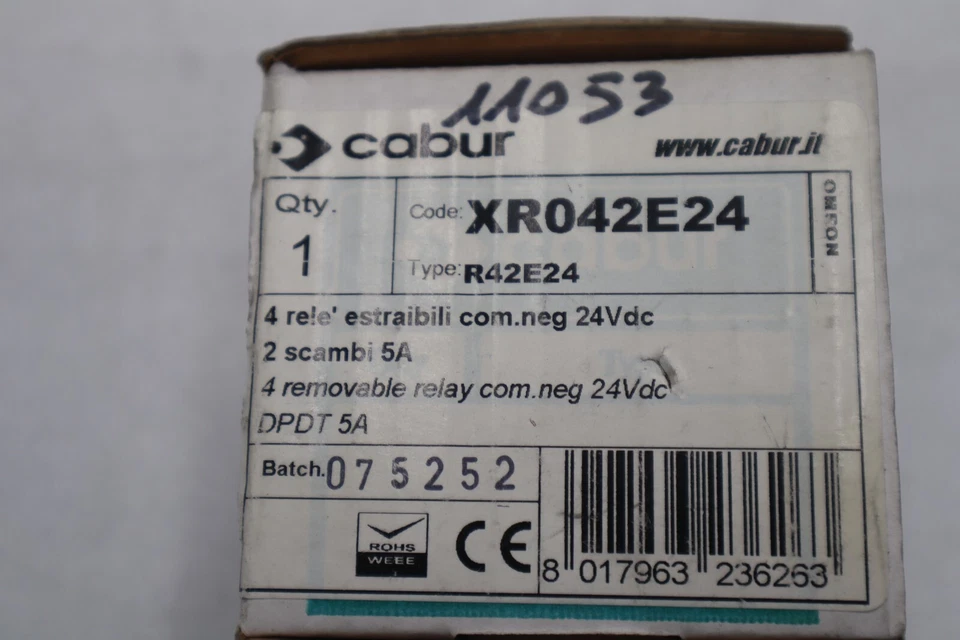 11053
cabur
www.cabur.it
Qty.
1
Code: XR042E24
Type: R42E24
OMRON
4 rele' estraibili com.neg 24Vdc
2 scambi 5A
4 removable relay com.neg 24Vdc
DPDT 5A
Batch. 075252
ROHS
WEEE
CE
8 017963 236263